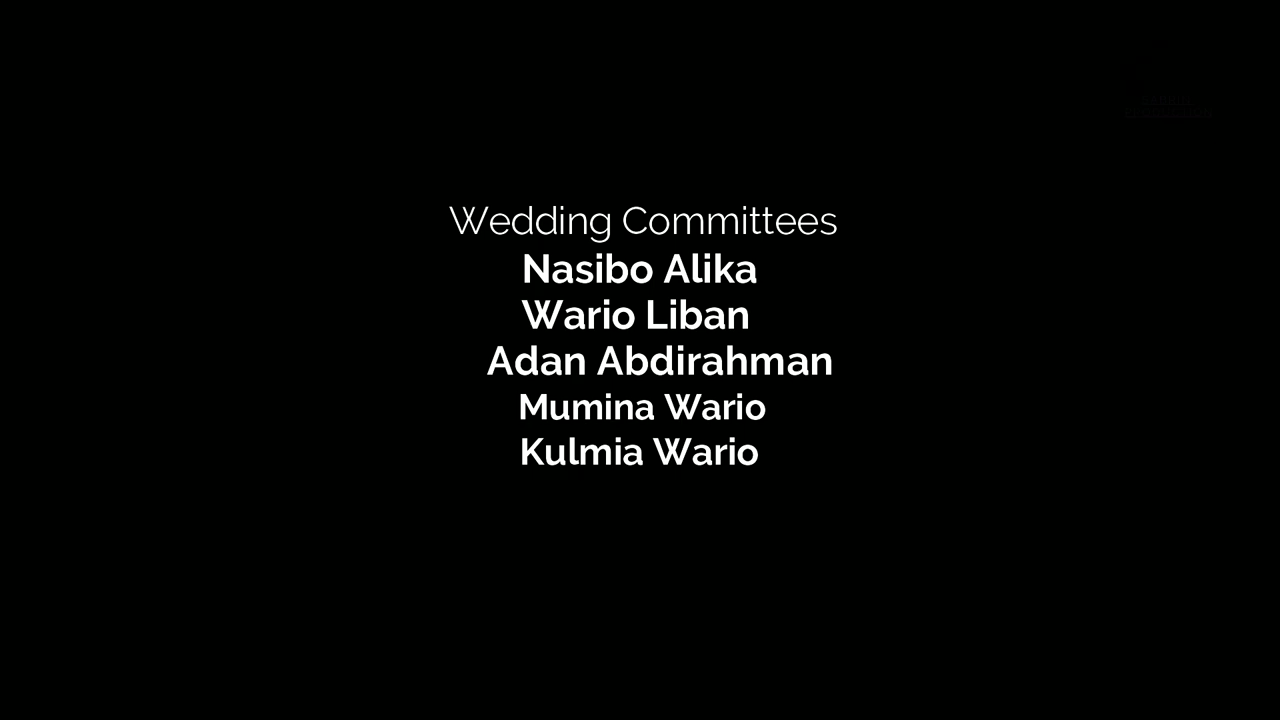 Wedding Committees
Nasibo Alika
Wario Liban
Adan Abdirahman
Mumina Wario
Kulmia Wario